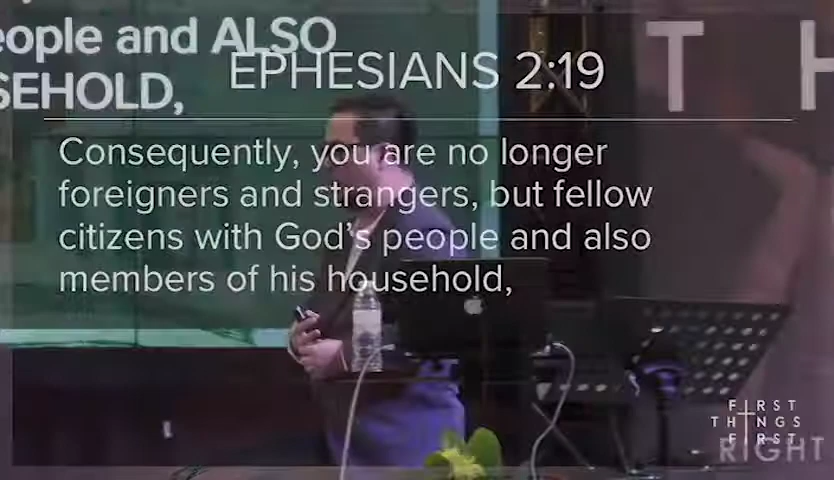 eople and ALSO
SEHOLD,
T H
EPHESIANS 2:19
Consequently, you are no longer
foreigners and strangers, but fellow
citizens with God's people and also
members of his household,
FIRST
THINGS
FIRST
RIGHT